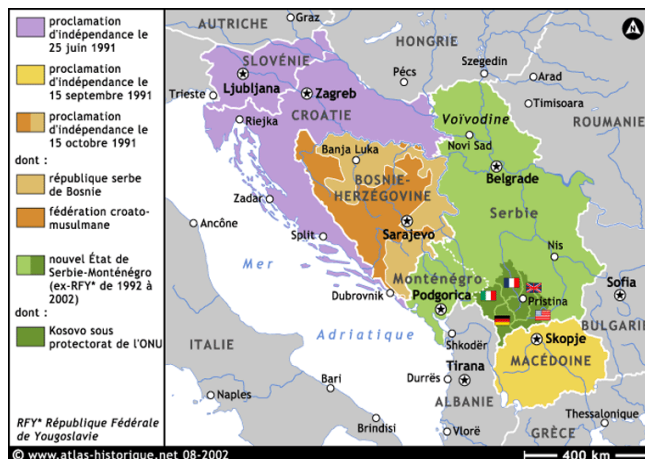 proclamation
d'indépendance le
25 juin 1991
proclamation
d'indépendance le
15 septembre 1991
proclamation
d'indépendance le
15 octobre 1991
dont :
république serbe
de Bosnie
fédération croato-
musulmane
nouvel État de
Serbie-Monténégro
(ex-RFY* de 1992 à
2002)
dont :
Kosovo sous
protectorat de l'ONU
RFY* République Fédérale
de Yougoslavie
AUTRICHE
Graz
N
HONGRIE
SLOVÉNIE
Pécs
Szegedin
Arad
Trieste
Ljubljana
Zagreb
Timisoara
Riejka
CROATIE
Voïvodine
ROUMANIE
Banja Luka
Novi Sad
BOSNIE-
HERZÉGOVINE
Belgrade
Zadar
Serbie
Ancône
Split
Sarajevo
Nis
Mer
Monténégro
Sofia
Dubrovnik
Podgorica
Pristina
BULGARIE
Adriatique
Shkodër
Skopje
ITALIE
MACÉDOINE
Tirana
Bari
Durrës
ALBANIE
Naples
Thessalonique
Brindisi
Vlorë
GRÈCE
© www.atlas-historique.net 08-2002
400 km